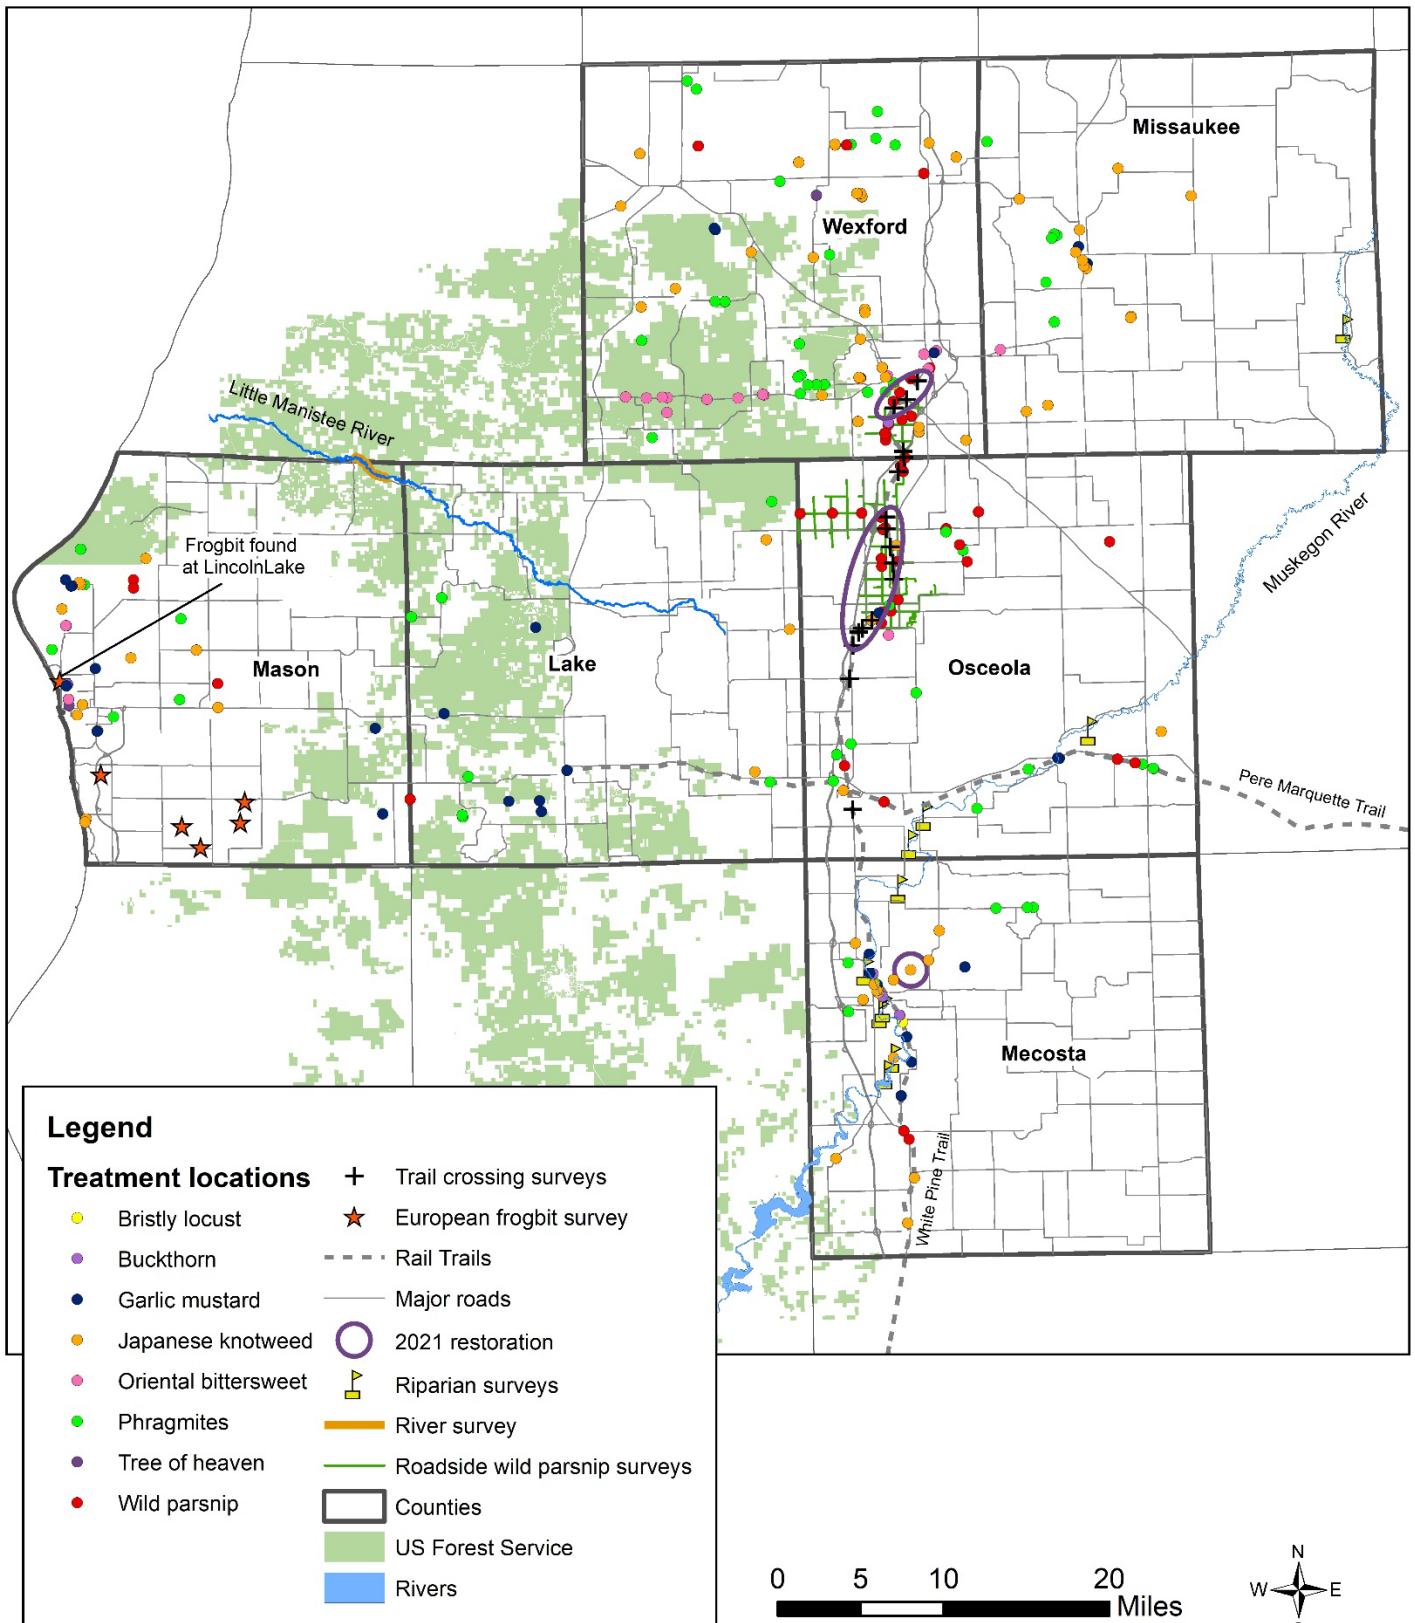 Missaukee
Wexford
Little Manistee River
Frogbit found
at LincolnLake
Muskegon River
Mason
Lake
Osceola
Pere Marquette Trail
Mecosta
White Pine Trail
Legend
Treatment locations
Bristly locust
Buckthorn
Garlic mustard
Japanese knotweed
Oriental bittersweet
Phragmites
Tree of heaven
Wild parsnip
Trail crossing surveys
European frogbit survey
Rail Trails
Major roads
2021 restoration
Riparian surveys
River survey
Roadside wild parsnip surveys
Counties
US Forest Service
Rivers
0 5 10 20
Miles
N
W E
S